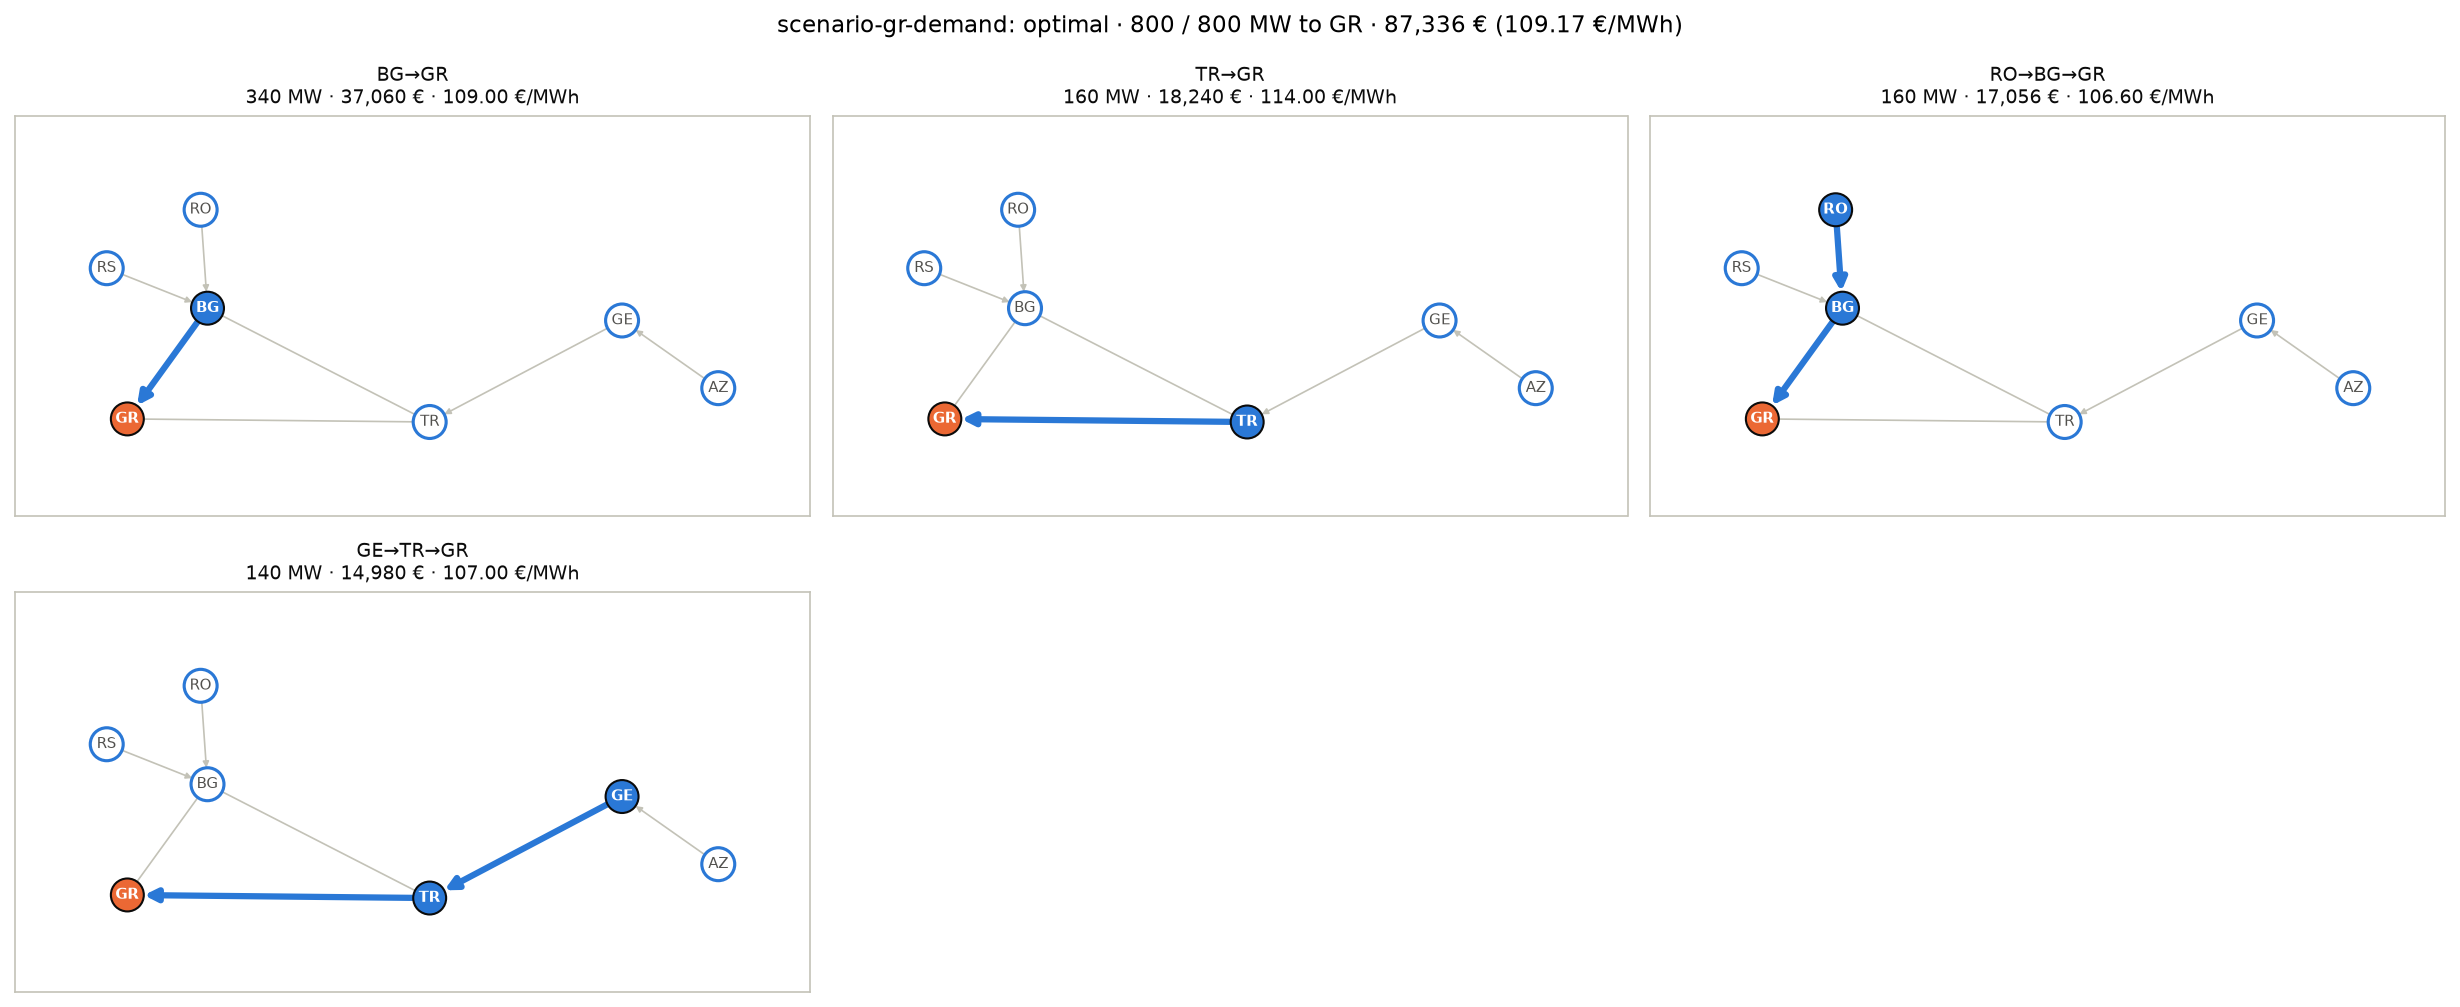 scenario-gr-demand: optimal · 800 / 800 MW to GR · 87,336 € (109.17 €/MWh)
BG→GR
340 MW · 37,060 € · 109.00 €/MWh
RO
RS
BG
GE
AZ
GR
TR
TR→GR
160 MW · 18,240 € · 114.00 €/MWh
RO
RS
BG
GE
AZ
GR
TR
RO→BG→GR
160 MW · 17,056 € · 106.60 €/MWh
RO
RS
BG
GE
AZ
GR
TR
GE→TR→GR
140 MW · 14,980 € · 107.00 €/MWh
RO
RS
BG
GE
AZ
GR
TR